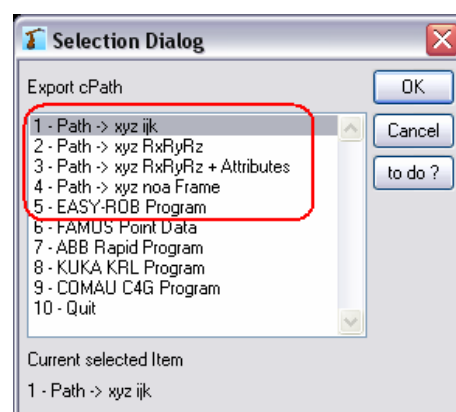 Selection Dialog
Export cPath
OK
1 - Path -> xyz ijk
Cancel
2 - Path -> xyz RxRyRz
3 - Path -> xyz RxRyRz + Attributes
to do ?
4 - Path -> xyz noa Frame
5 - EASY-ROB Program
6 - FAMOS Point Data
7 - ABB Rapid Program
8 - KUKA KRL Program
9 - COMAU C4G Program
10 - Quit
Current selected Item
1 - Path -> xyz ijk